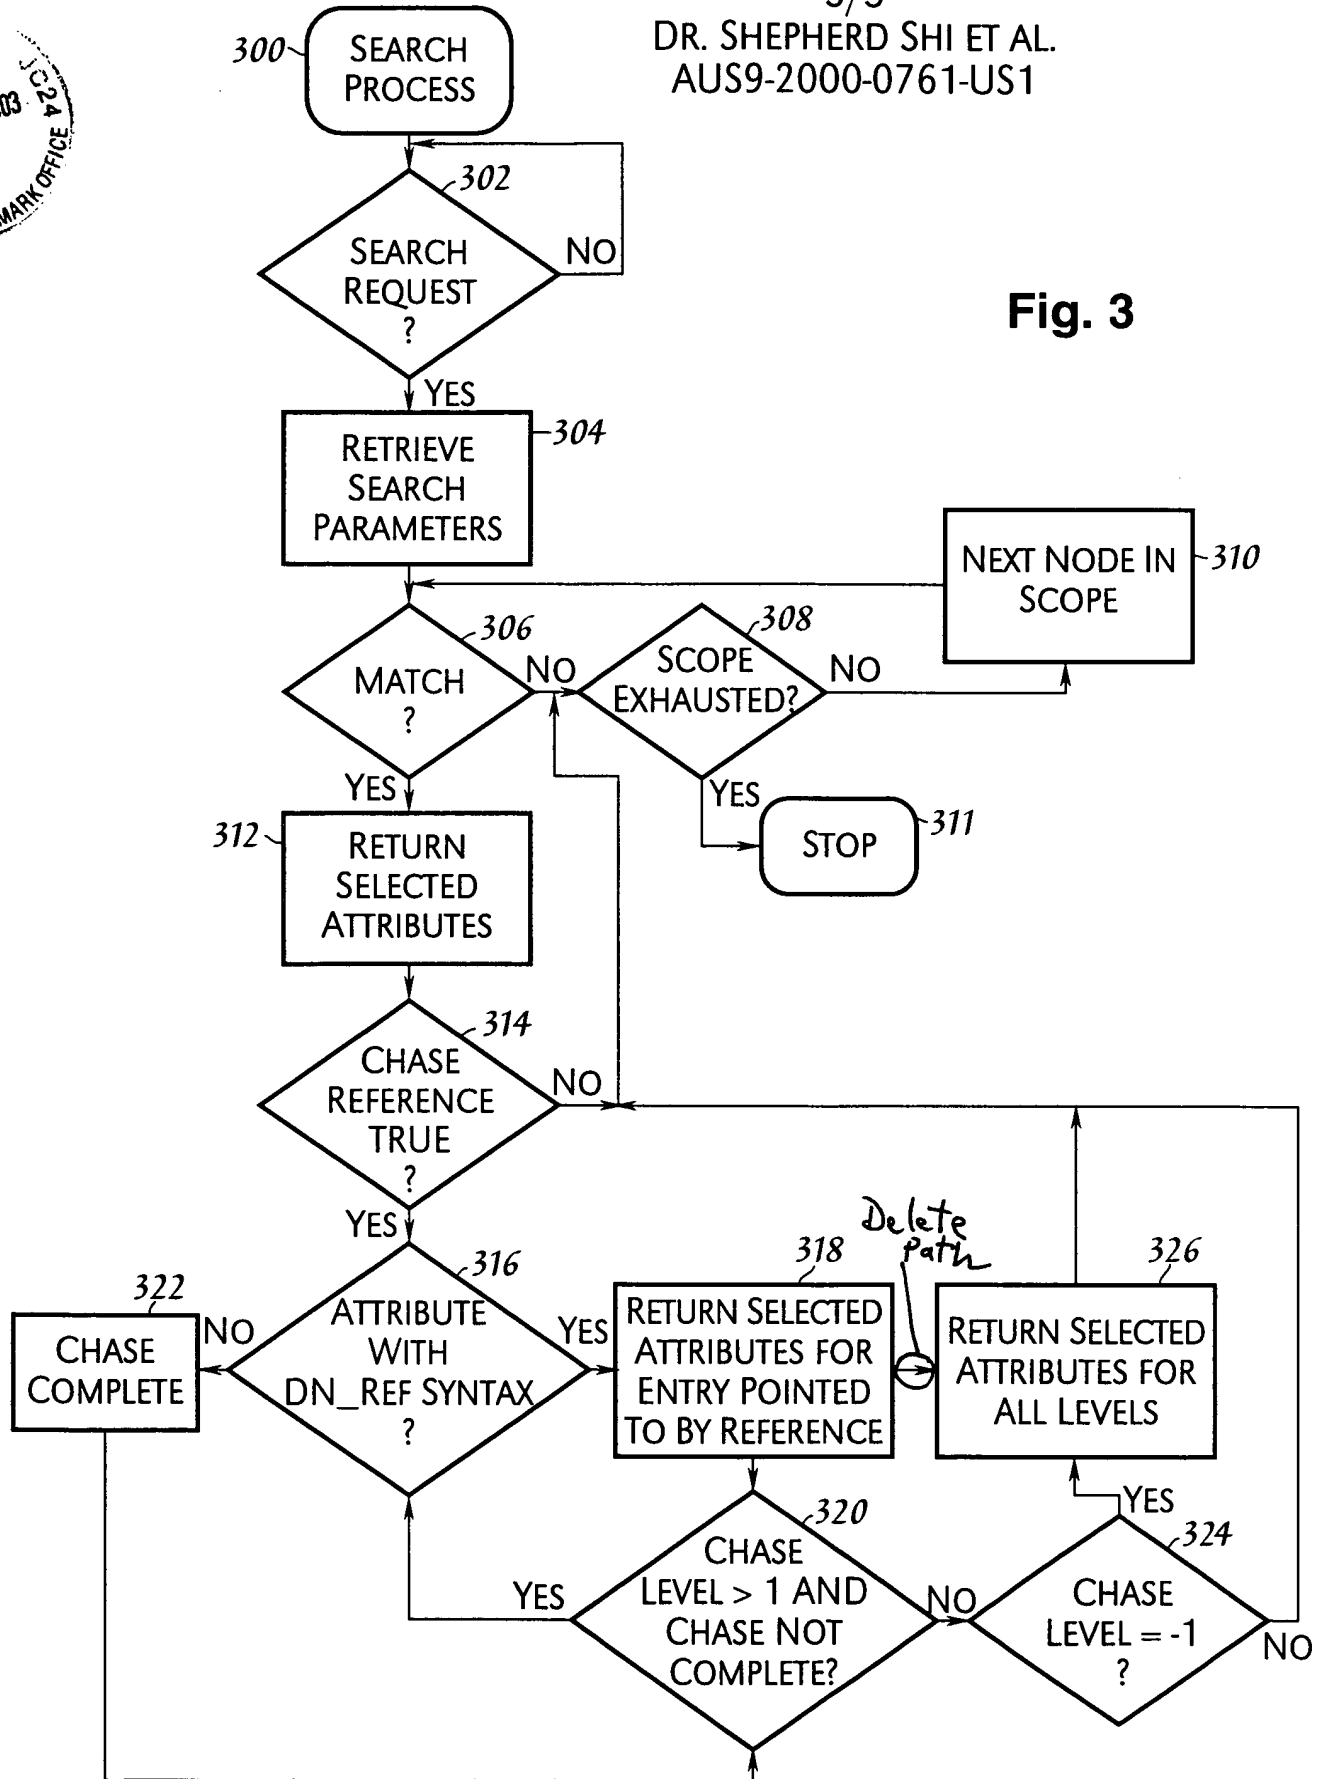 DR. SHEPHERD SHI ET AL.
AUS9-2000-0761-US1
JC24
03
MARK OFFICE
300
SEARCH
PROCESS
302
SEARCH
REQUEST
?
NO
Fig. 3
YES
304
RETRIEVE
SEARCH
PARAMETERS
NEXT NODE IN
SCOPE
310
306
MATCH
?
NO
308
SCOPE
EXHAUSTED?
NO
YES
YES
312
RETURN
SELECTED
ATTRIBUTES
STOP
311
314
CHASE
REFERENCE
TRUE
?
NO
YES
Delete
Path
316
ATTRIBUTE
WITH
DN_REF SYNTAX
?
322
NO
CHASE
COMPLETE
YES
318
RETURN SELECTED
ATTRIBUTES FOR
ENTRY POINTED
TO BY REFERENCE
326
RETURN SELECTED
ATTRIBUTES FOR
ALL LEVELS
320
CHASE
LEVEL > 1 AND
CHASE NOT
COMPLETE?
YES
NO
YES
324
CHASE
LEVEL = -1
?
NO